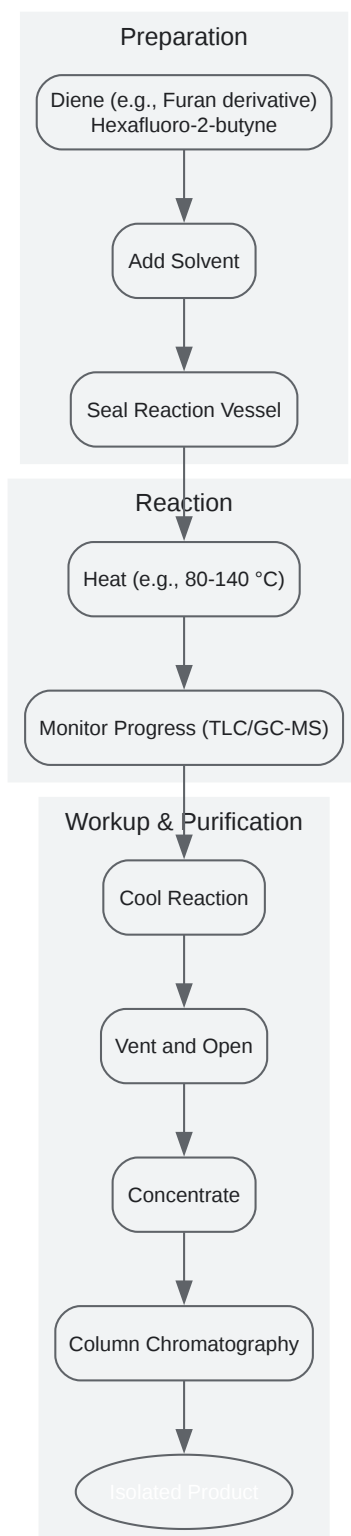 Preparation
Diene (e.g., Furan derivative)
Hexafluoro-2-butyne
Add Solvent
Seal Reaction Vessel
Reaction
Heat (e.g., 80-140 °C)
Monitor Progress (TLC/GC-MS)
Workup & Purification
Cool Reaction
Vent and Open
Concentrate
Column Chromatography
Isolated Product